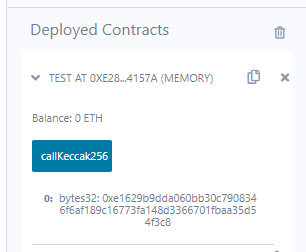 Deployed Contracts
TEST AT 0XE28...4157A (MEMORY)
Balance: 0 ETH
callKeccak256
0: bytes32: 0xe1629b9dda060bb30c790834
6f6af189c16773fa148d3366701fbaa35d5
4f3c8